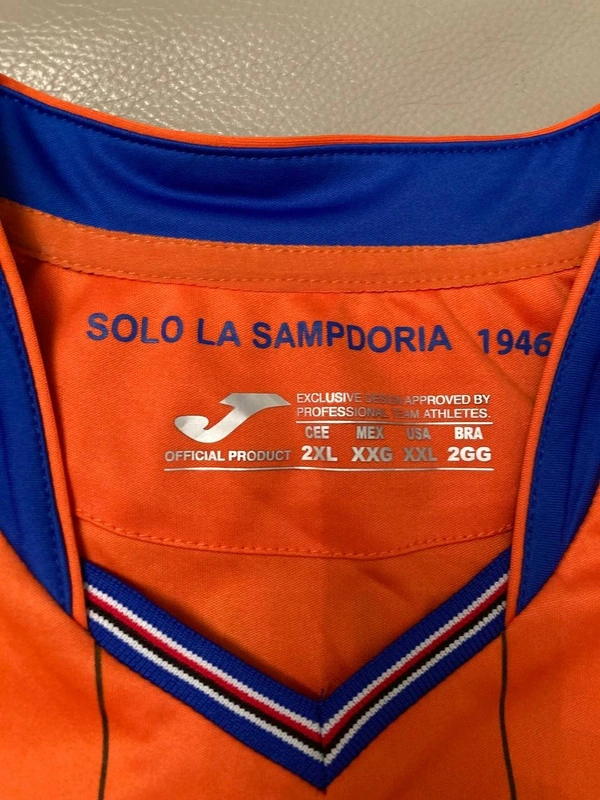 SOLO LA SAMPDORIA 1946
EXCLUSIVE DESIGN APPROVED BY
PROFESSIONAL TEAM ATHLETES.
CEE MEX USA BRA
OFFICIAL PRODUCT 2XL XXG XXL 2GG